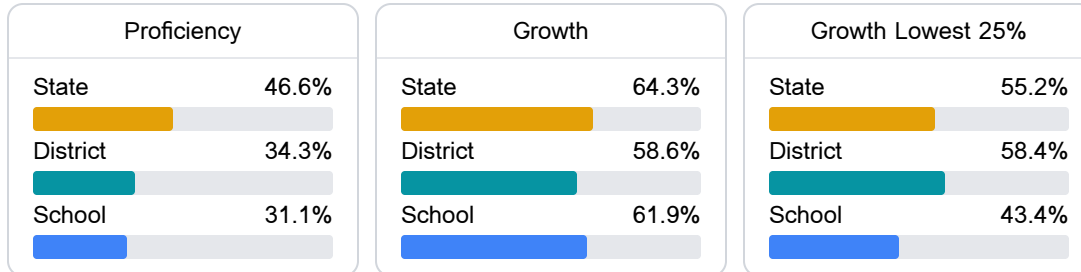 Proficiency
State 46.6%
District 34.3%
School 31.1%
Growth
State 64.3%
District 58.6%
School 61.9%
Growth Lowest 25%
State 55.2%
District 58.4%
School 43.4%